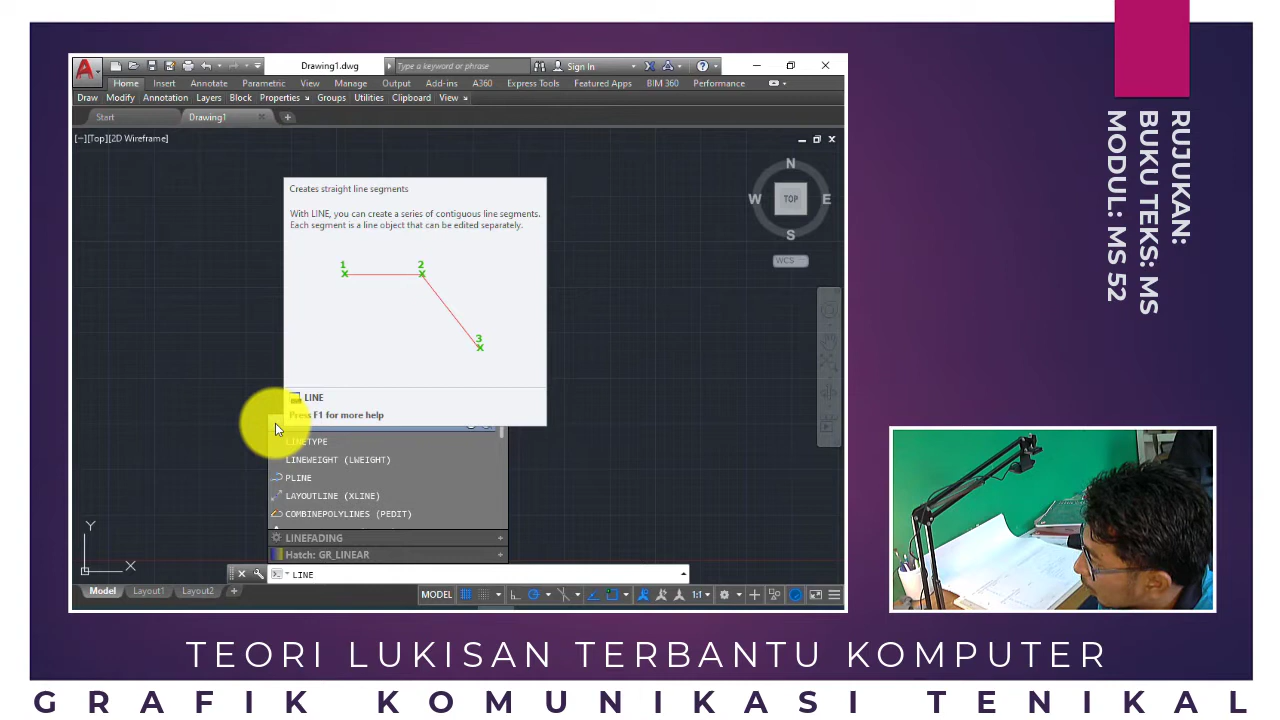 Drawing1.dwg
Type a keyword or phrase
Sign In
Home Insert Annotate Parametric View Manage Output Add-ins A360 Express Tools Featured Apps BIM 360 Performance
Draw Modify Annotation Layers Block Properties Groups Utilities Clipboard View
Start
Drawing1
[−][Top][2D Wireframe]
N
W
TOP
E
S
WCS
Creates straight line segments
With LINE, you can create a series of contiguous line segments.
Each segment is a line object that can be edited separately.
1
2
3
LINE
Press F1 for more help
LINETYPE
LINEWEIGHT (LWEIGHT)
PLINE
LAYOUTLINE (XLINE)
COMBINEPOLYLINES (PEDIT)
LINEFADING
Hatch: GR_LINEAR
Y
X
LINE
Model Layout1 Layout2
MODEL
1:1
RUJUKAN:
BUKU TEKS: MS
MODUL: MS 52
TEORI LUKISAN TERBANTU KOMPUTER
GRAFIK KOMUNIKASI TENIKAL